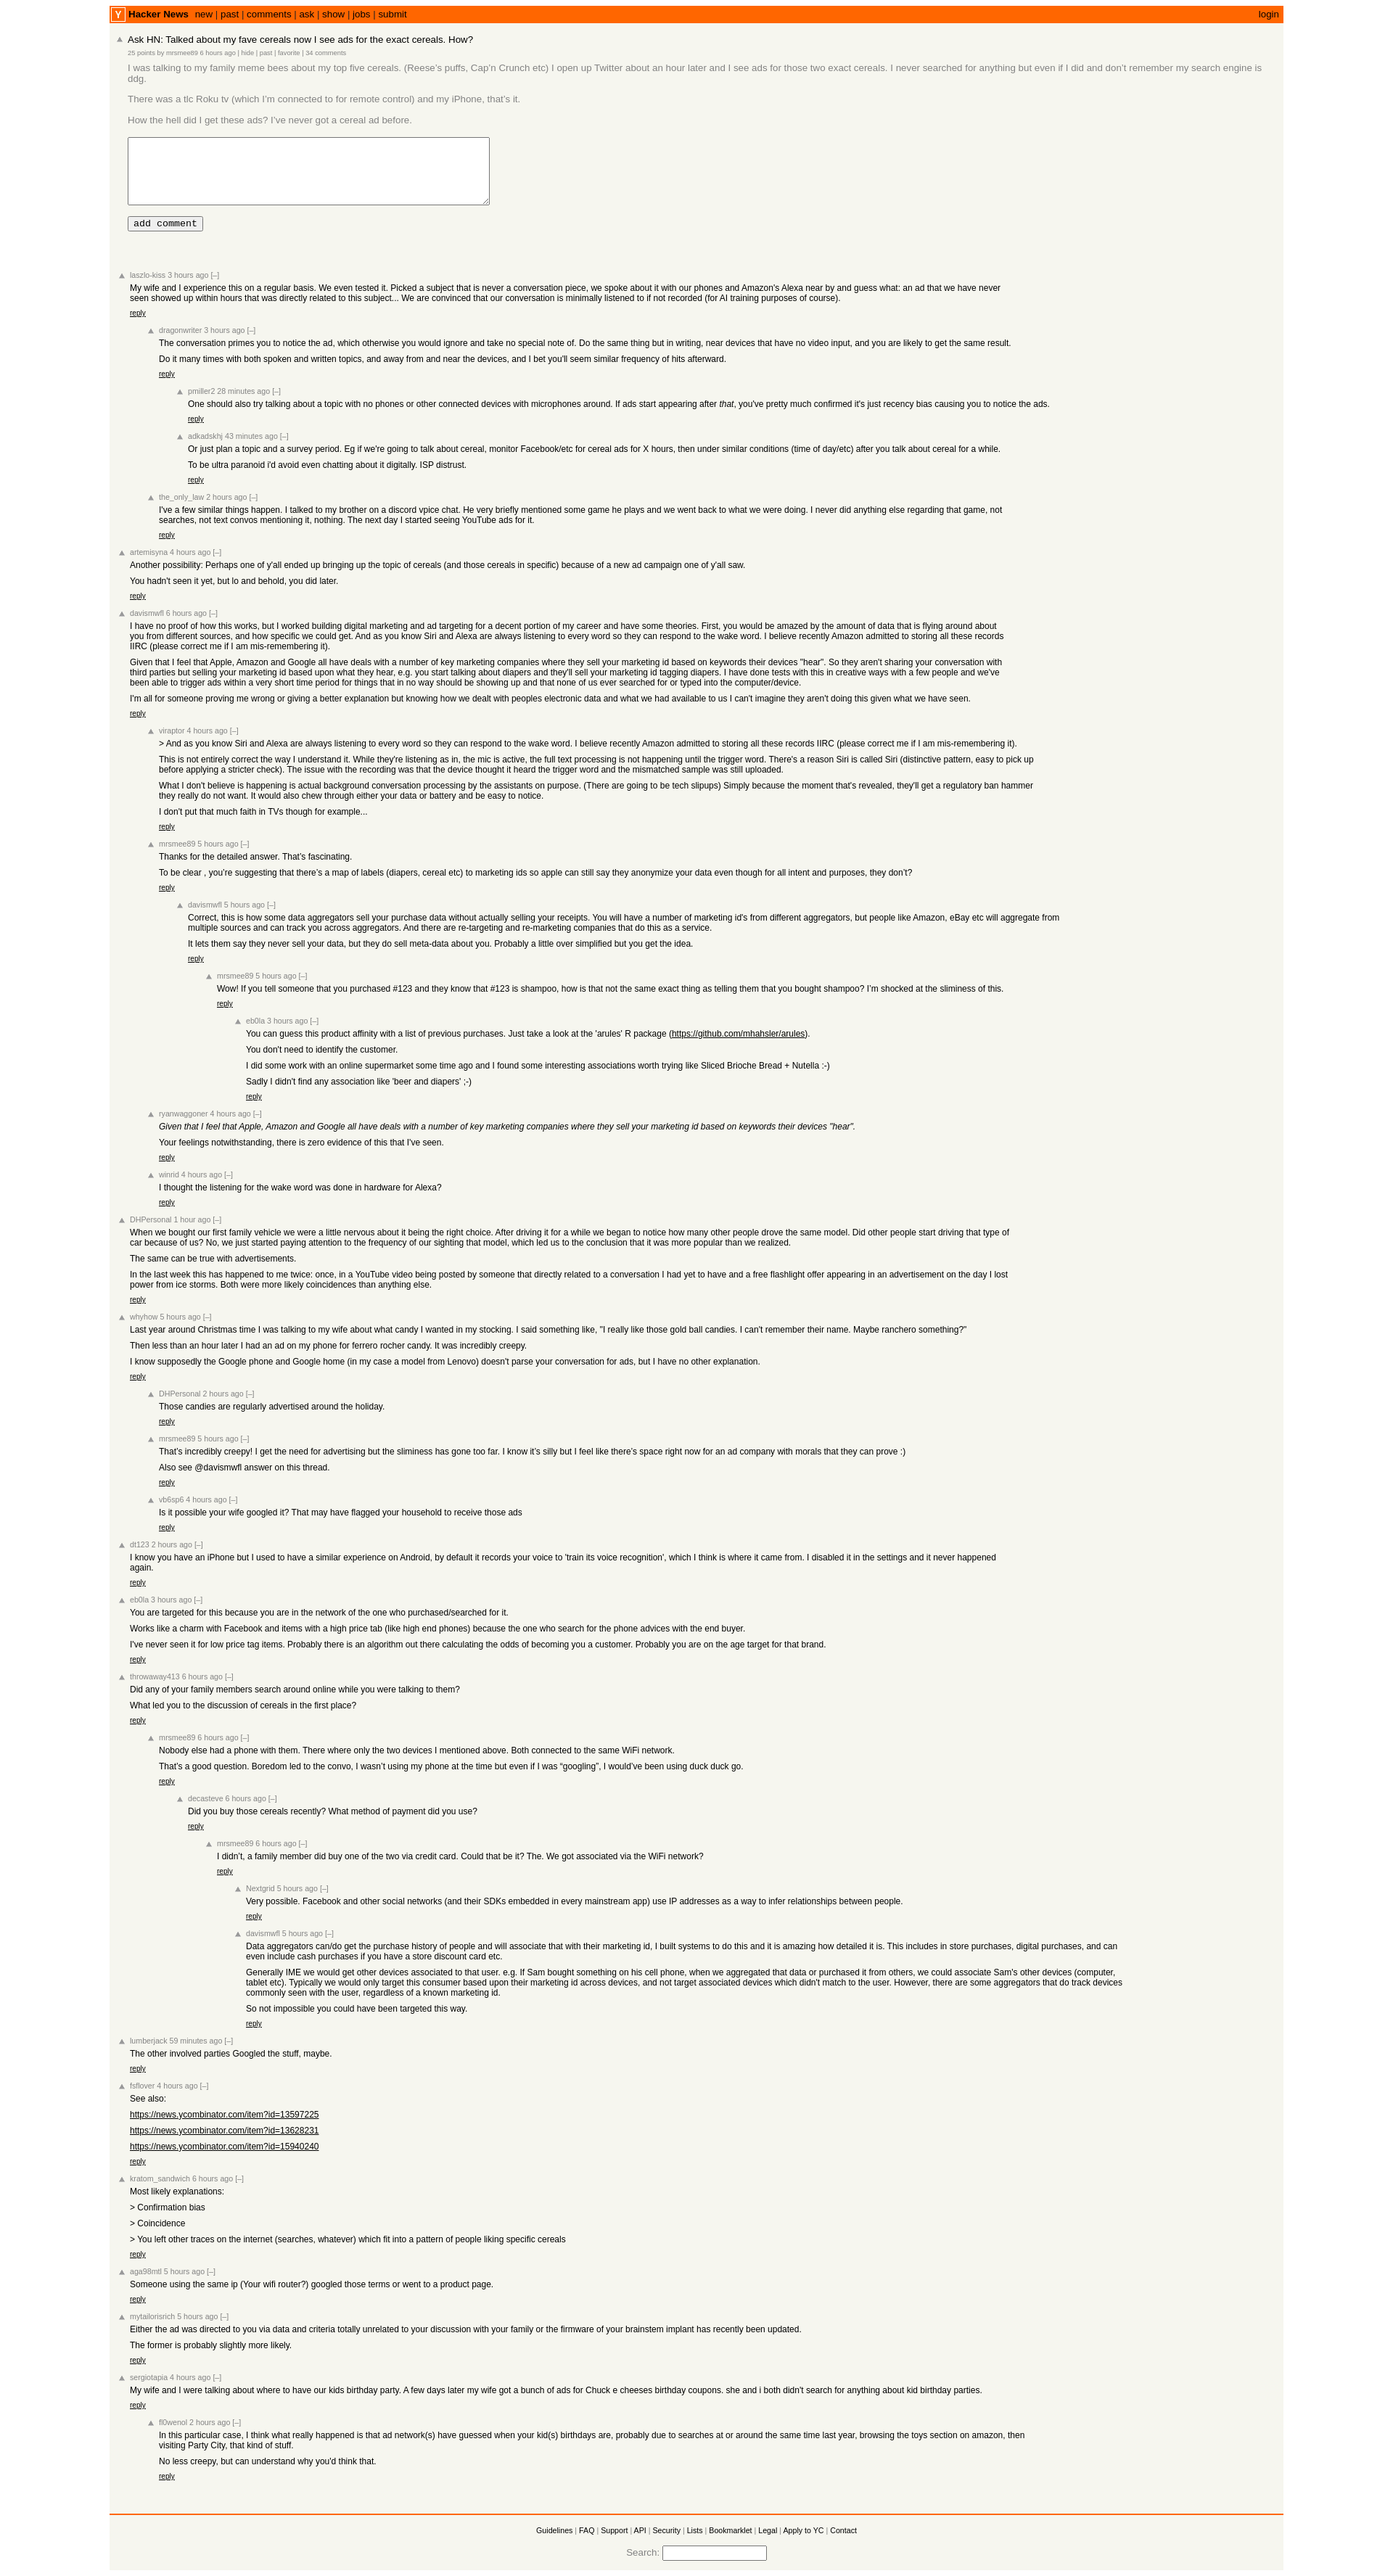 Y Hacker News new | past | comments | ask | show | jobs | submit login
Ask HN: Talked about my fave cereals now I see ads for the exact cereals. How?
25 points by mrsmee89 6 hours ago | hide | past | favorite | 34 comments
I was talking to my family meme bees about my top five cereals. (Reese's puffs, Cap'n Crunch etc) I open up Twitter about an hour later and I see ads for those two exact cereals. I never searched for anything but even if I did and don't remember my search engine is
ddg.
There was a tlc Roku tv (which I'm connected to for remote control) and my iPhone, that's it.
How the hell did I get these ads? I've never got a cereal ad before.
add comment
laszlo-kiss 3 hours ago [–]
My wife and I experience this on a regular basis. We even tested it. Picked a subject that is never a conversation piece, we spoke about it with our phones and Amazon's Alexa near by and guess what: an ad that we have never
seen showed up within hours that was directly related to this subject... We are convinced that our conversation is minimally listened to if not recorded (for AI training purposes of course).
reply
dragonwriter 3 hours ago [–]
The conversation primes you to notice the ad, which otherwise you would ignore and take no special note of. Do the same thing but in writing, near devices that have no video input, and you are likely to get the same result.
Do it many times with both spoken and written topics, and away from and near the devices, and I bet you'll seem similar frequency of hits afterward.
reply
pmiller2 28 minutes ago [–]
One should also try talking about a topic with no phones or other connected devices with microphones around. If ads start appearing after that, you've pretty much confirmed it's just recency bias causing you to notice the ads.
reply
adkadskhj 43 minutes ago [–]
Or just plan a topic and a survey period. Eg if we're going to talk about cereal, monitor Facebook/etc for cereal ads for X hours, then under similar conditions (time of day/etc) after you talk about cereal for a while.
To be ultra paranoid i'd avoid even chatting about it digitally. ISP distrust.
reply
the_only_law 2 hours ago [–]
I've a few similar things happen. I talked to my brother on a discord vpice chat. He very briefly mentioned some game he plays and we went back to what we were doing. I never did anything else regarding that game, not
searches, not text convos mentioning it, nothing. The next day I started seeing YouTube ads for it.
reply
artemisyna 4 hours ago [–]
Another possibility: Perhaps one of y'all ended up bringing up the topic of cereals (and those cereals in specific) because of a new ad campaign one of y'all saw.
You hadn't seen it yet, but lo and behold, you did later.
reply
davismwfl 6 hours ago [–]
I have no proof of how this works, but I worked building digital marketing and ad targeting for a decent portion of my career and have some theories. First, you would be amazed by the amount of data that is flying around about
you from different sources, and how specific we could get. And as you know Siri and Alexa are always listening to every word so they can respond to the wake word. I believe recently Amazon admitted to storing all these records
IIRC (please correct me if I am mis-remembering it).
Given that I feel that Apple, Amazon and Google all have deals with a number of key marketing companies where they sell your marketing id based on keywords their devices "hear". So they aren't sharing your conversation with
third parties but selling your marketing id based upon what they hear, e.g. you start talking about diapers and they'll sell your marketing id tagging diapers. I have done tests with this in creative ways with a few people and we've
been able to trigger ads within a very short time period for things that in no way should be showing up and that none of us ever searched for or typed into the computer/device.
I'm all for someone proving me wrong or giving a better explanation but knowing how we dealt with peoples electronic data and what we had available to us I can't imagine they aren't doing this given what we have seen.
reply
viraptor 4 hours ago [–]
> And as you know Siri and Alexa are always listening to every word so they can respond to the wake word. I believe recently Amazon admitted to storing all these records IIRC (please correct me if I am mis-remembering it).
This is not entirely correct the way I understand it. While they're listening as in, the mic is active, the full text processing is not happening until the trigger word. There's a reason Siri is called Siri (distinctive pattern, easy to pick up
before applying a stricter check). The issue with the recording was that the device thought it heard the trigger word and the mismatched sample was still uploaded.
What I don't believe is happening is actual background conversation processing by the assistants on purpose. (There are going to be tech slipups) Simply because the moment that's revealed, they'll get a regulatory ban hammer
they really do not want. It would also chew through either your data or battery and be easy to notice.
I don't put that much faith in TVs though for example...
reply
mrsmee89 5 hours ago [–]
Thanks for the detailed answer. That's fascinating.
To be clear , you're suggesting that there's a map of labels (diapers, cereal etc) to marketing ids so apple can still say they anonymize your data even though for all intent and purposes, they don't?
reply
davismwfl 5 hours ago [–]
Correct, this is how some data aggregators sell your purchase data without actually selling your receipts. You will have a number of marketing id's from different aggregators, but people like Amazon, eBay etc will aggregate from
multiple sources and can track you across aggregators. And there are re-targeting and re-marketing companies that do this as a service.
It lets them say they never sell your data, but they do sell meta-data about you. Probably a little over simplified but you get the idea.
reply
mrsmee89 5 hours ago [–]
Wow! If you tell someone that you purchased #123 and they know that #123 is shampoo, how is that not the same exact thing as telling them that you bought shampoo? I'm shocked at the sliminess of this.
reply
eb0la 3 hours ago [–]
You can guess this product affinity with a list of previous purchases. Just take a look at the 'arules' R package (https://github.com/mhahsler/arules).
You don't need to identify the customer.
I did some work with an online supermarket some time ago and I found some interesting associations worth trying like Sliced Brioche Bread + Nutella :-)
Sadly I didn't find any association like 'beer and diapers' ;-)
reply
ryanwaggoner 4 hours ago [–]
Given that I feel that Apple, Amazon and Google all have deals with a number of key marketing companies where they sell your marketing id based on keywords their devices "hear".
Your feelings notwithstanding, there is zero evidence of this that I've seen.
reply
winrid 4 hours ago [–]
I thought the listening for the wake word was done in hardware for Alexa?
reply
DHPersonal 1 hour ago [–]
When we bought our first family vehicle we were a little nervous about it being the right choice. After driving it for a while we began to notice how many other people drove the same model. Did other people start driving that type of
car because of us? No, we just started paying attention to the frequency of our sighting that model, which led us to the conclusion that it was more popular than we realized.
The same can be true with advertisements.
In the last week this has happened to me twice: once, in a YouTube video being posted by someone that directly related to a conversation I had yet to have and a free flashlight offer appearing in an advertisement on the day I lost
power from ice storms. Both were more likely coincidences than anything else.
reply
whyhow 5 hours ago [–]
Last year around Christmas time I was talking to my wife about what candy I wanted in my stocking. I said something like, "I really like those gold ball candies. I can't remember their name. Maybe ranchero something?"
Then less than an hour later I had an ad on my phone for ferrero rocher candy. It was incredibly creepy.
I know supposedly the Google phone and Google home (in my case a model from Lenovo) doesn't parse your conversation for ads, but I have no other explanation.
reply
DHPersonal 2 hours ago [–]
Those candies are regularly advertised around the holiday.
reply
mrsmee89 5 hours ago [–]
That's incredibly creepy! I get the need for advertising but the sliminess has gone too far. I know it's silly but I feel like there's space right now for an ad company with morals that they can prove :)
Also see @davismwfl answer on this thread.
reply
vb6sp6 4 hours ago [–]
Is it possible your wife googled it? That may have flagged your household to receive those ads
reply
dt123 2 hours ago [–]
I know you have an iPhone but I used to have a similar experience on Android, by default it records your voice to 'train its voice recognition', which I think is where it came from. I disabled it in the settings and it never happened
again.
reply
eb0la 3 hours ago [–]
You are targeted for this because you are in the network of the one who purchased/searched for it.
Works like a charm with Facebook and items with a high price tab (like high end phones) because the one who search for the phone advices with the end buyer.
I've never seen it for low price tag items. Probably there is an algorithm out there calculating the odds of becoming you a customer. Probably you are on the age target for that brand.
reply
throwaway413 6 hours ago [–]
Did any of your family members search around online while you were talking to them?
What led you to the discussion of cereals in the first place?
reply
mrsmee89 6 hours ago [–]
Nobody else had a phone with them. There where only the two devices I mentioned above. Both connected to the same WiFi network.
That's a good question. Boredom led to the convo, I wasn't using my phone at the time but even if I was “googling”, I would've been using duck duck go.
reply
decasteve 6 hours ago [–]
Did you buy those cereals recently? What method of payment did you use?
reply
mrsmee89 6 hours ago [–]
I didn't, a family member did buy one of the two via credit card. Could that be it? The. We got associated via the WiFi network?
reply
Nextgrid 5 hours ago [–]
Very possible. Facebook and other social networks (and their SDKs embedded in every mainstream app) use IP addresses as a way to infer relationships between people.
reply
davismwfl 5 hours ago [–]
Data aggregators can/do get the purchase history of people and will associate that with their marketing id, I built systems to do this and it is amazing how detailed it is. This includes in store purchases, digital purchases, and can
even include cash purchases if you have a store discount card etc.
Generally IME we would get other devices associated to that user. e.g. If Sam bought something on his cell phone, when we aggregated that data or purchased it from others, we could associate Sam's other devices (computer,
tablet etc). Typically we would only target this consumer based upon their marketing id across devices, and not target associated devices which didn't match to the user. However, there are some aggregators that do track devices
commonly seen with the user, regardless of a known marketing id.
So not impossible you could have been targeted this way.
reply
lumberjack 59 minutes ago [–]
The other involved parties Googled the stuff, maybe.
reply
fsflover 4 hours ago [–]
See also:
https://news.ycombinator.com/item?id=13597225
https://news.ycombinator.com/item?id=13628231
https://news.ycombinator.com/item?id=15940240
reply
kratom_sandwich 6 hours ago [–]
Most likely explanations:
> Confirmation bias
> Coincidence
> You left other traces on the internet (searches, whatever) which fit into a pattern of people liking specific cereals
reply
aga98mtl 5 hours ago [–]
Someone using the same ip (Your wifi router?) googled those terms or went to a product page.
reply
mytailorisrich 5 hours ago [–]
Either the ad was directed to you via data and criteria totally unrelated to your discussion with your family or the firmware of your brainstem implant has recently been updated.
The former is probably slightly more likely.
reply
sergiotapia 4 hours ago [–]
My wife and I were talking about where to have our kids birthday party. A few days later my wife got a bunch of ads for Chuck e cheeses birthday coupons. she and i both didn't search for anything about kid birthday parties.
reply
fl0wenol 2 hours ago [–]
In this particular case, I think what really happened is that ad network(s) have guessed when your kid(s) birthdays are, probably due to searches at or around the same time last year, browsing the toys section on amazon, then
visiting Party City, that kind of stuff.
No less creepy, but can understand why you'd think that.
reply
Guidelines | FAQ | Support | API | Security | Lists | Bookmarklet | Legal | Apply to YC | Contact
Search: